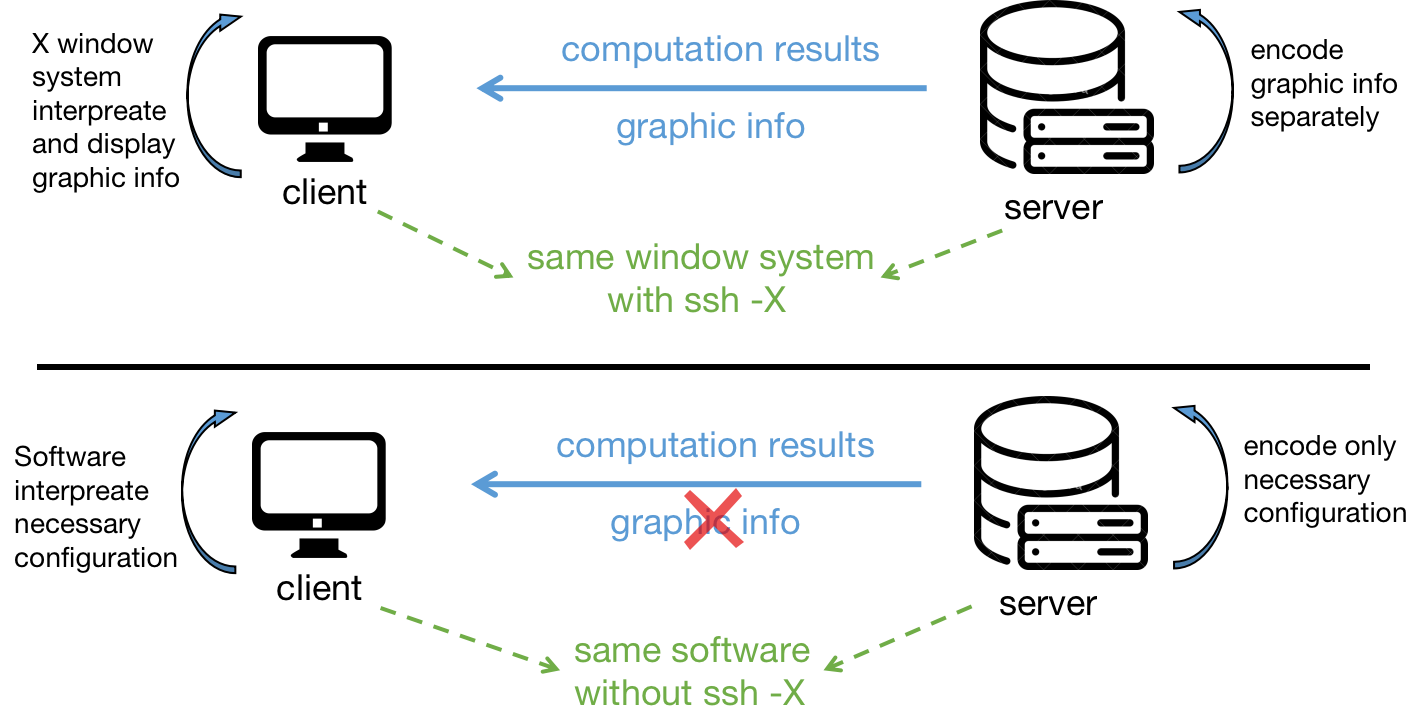 X window
system
interpreate
and display
graphic info
client
computation results
graphic info
server
encode
graphic info
separately
same window system
with ssh -X
Software
interpreate
necessary
configuration
client
computation results
graphic info
server
encode only
necessary
configuration
same software
without ssh -X